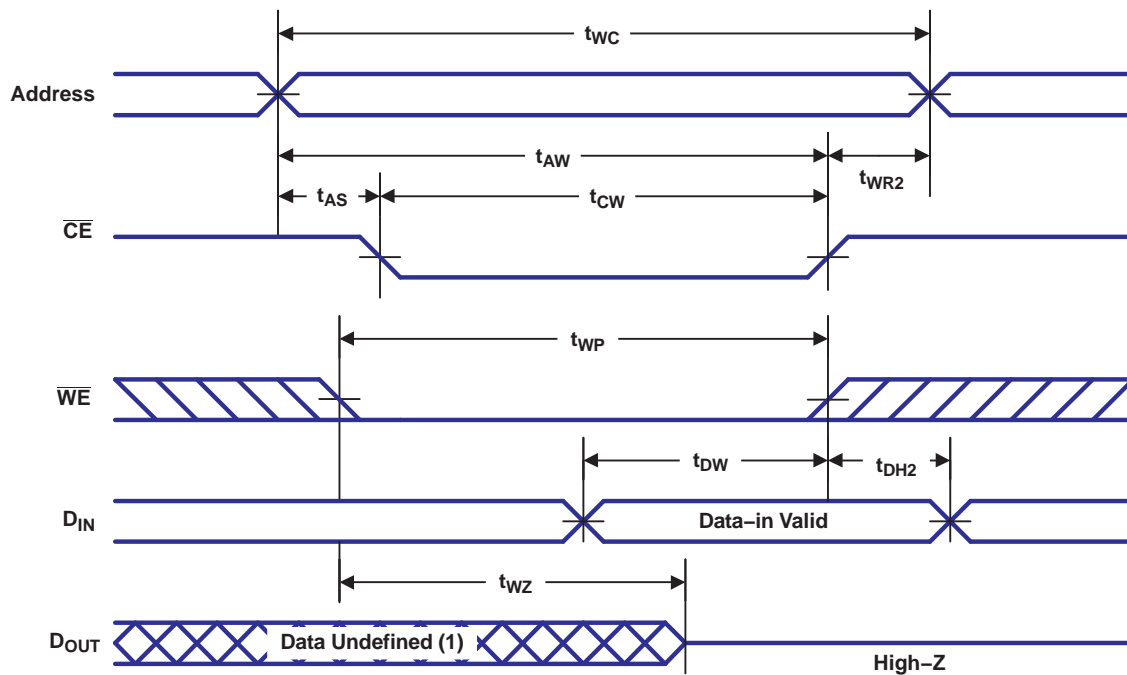 tWC
Address
tAW
tWR2
tAS
tCW
CE
tWP
WE
tDW
tDH2
DIN
Data–in Valid
tWZ
DOUT
Data Undefined (1)
High–Z